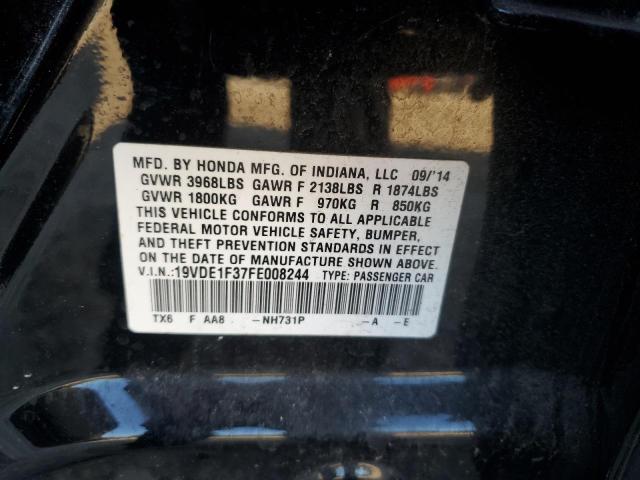 MFD. BY HONDA MFG. OF INDIANA, LLC 09/'14
GVWR 3968LBS GAWR F 2138LBS R 1874LBS
GVWR 1800KG GAWR F 970KG R 850KG
THIS VEHICLE CONFORMS TO ALL APPLICABLE
FEDERAL MOTOR VEHICLE SAFETY, BUMPER,
AND THEFT PREVENTION STANDARDS IN EFFECT
ON THE DATE OF MANUFACTURE SHOWN ABOVE.
V.I.N.:19VDE1F37FE008244 TYPE: PASSENGER CAR
TX6 F AA8 -NH731P -A -E